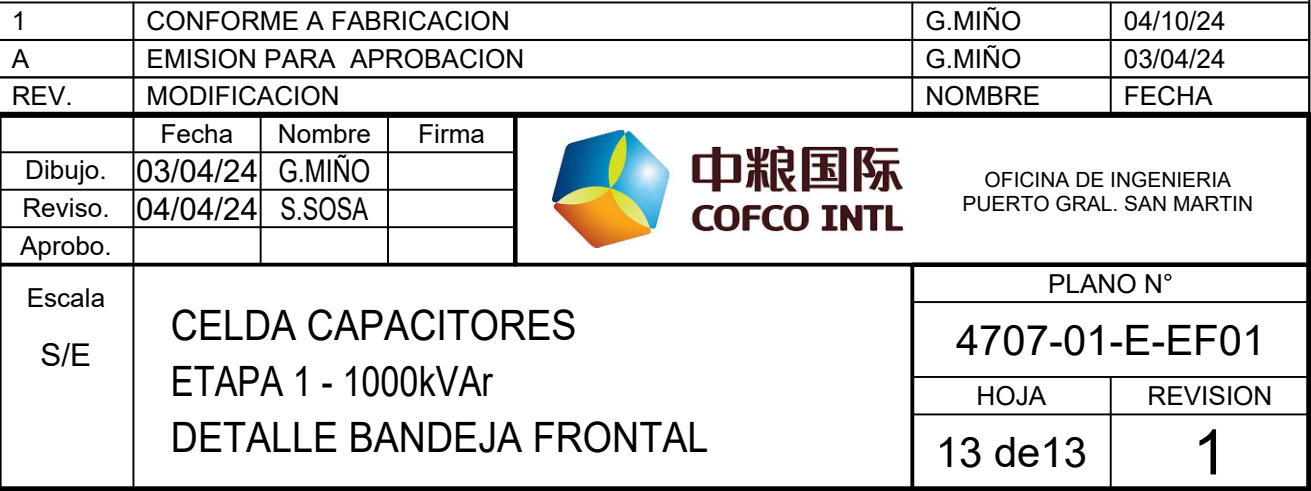 1 CONFORME A FABRICACION G.MIÑO 04/10/24
A EMISION PARA APROBACION G.MIÑO 03/04/24
REV. MODIFICACION NOMBRE FECHA
Fecha Nombre Firma
Dibujo. 03/04/24 G.MIÑO
Reviso. 04/04/24 S.SOSA
Aprobo.
中粮国际
COFCO INTL
OFICINA DE INGENIERIA
PUERTO GRAL. SAN MARTIN
Escala
S/E
CELDA CAPACITORES
ETAPA 1 - 1000kVAr
DETALLE BANDEJA FRONTAL
PLANO N°
4707-01-E-EF01
HOJA REVISION
13 de13 1